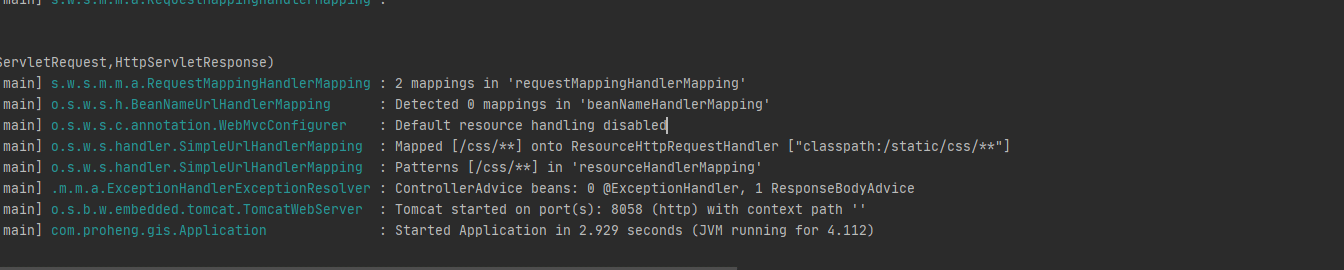 main] s.w.s.m.m.a.RequestMappingHandlerMapping :
ServletRequest,HttpServletResponse)
main] s.w.s.m.m.a.RequestMappingHandlerMapping : 2 mappings in 'requestMappingHandlerMapping'
main] o.s.w.s.h.BeanNameUrlHandlerMapping : Detected 0 mappings in 'beanNameHandlerMapping'
main] o.s.w.s.c.annotation.WebMvcConfigurer : Default resource handling disabled
main] o.s.w.s.handler.SimpleUrlHandlerMapping : Mapped [/css/**] onto ResourceHttpRequestHandler ["classpath:/static/css/**"]
main] o.s.w.s.handler.SimpleUrlHandlerMapping : Patterns [/css/**] in 'resourceHandlerMapping'
main] .m.m.a.ExceptionHandlerExceptionResolver : ControllerAdvice beans: 0 @ExceptionHandler, 1 ResponseBodyAdvice
main] o.s.b.w.embedded.tomcat.TomcatWebServer : Tomcat started on port(s): 8058 (http) with context path ''
main] com.proheng.gis.Application : Started Application in 2.929 seconds (JVM running for 4.112)